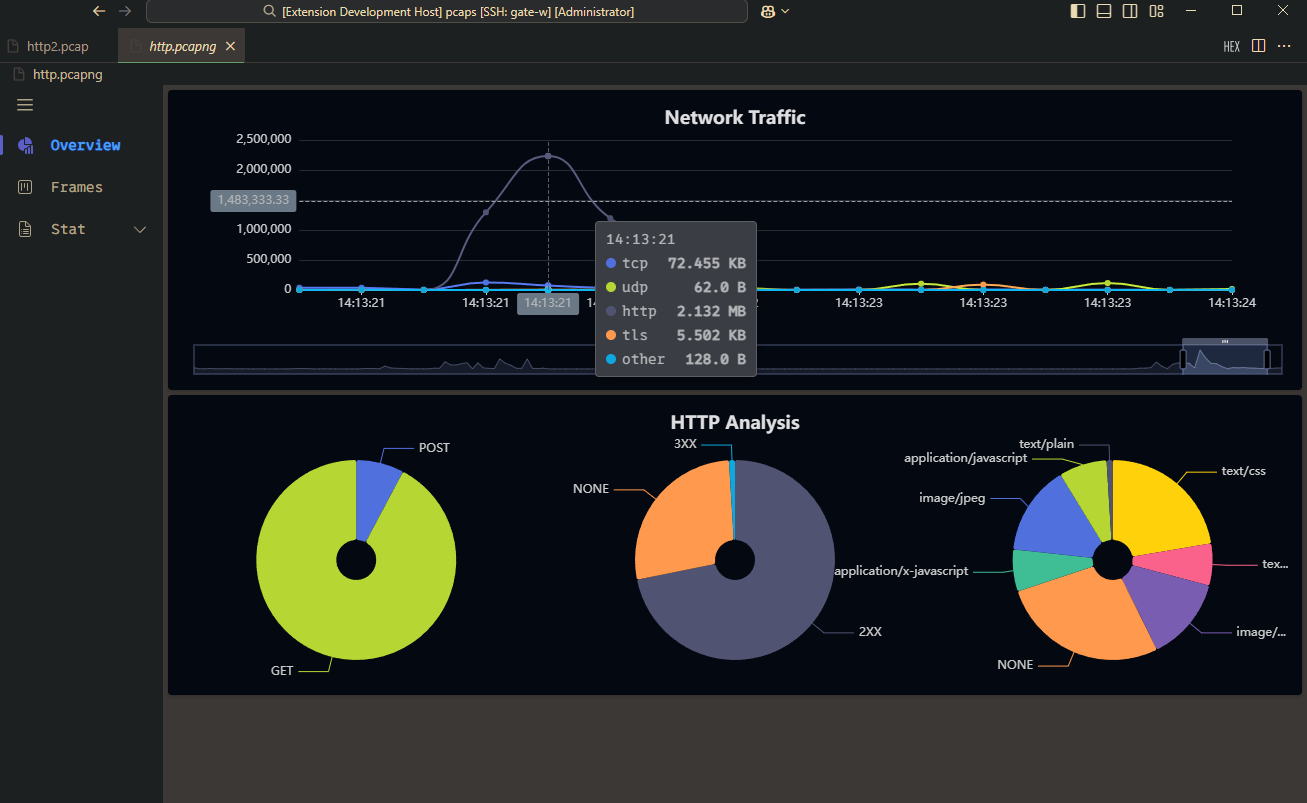 [Extension Development Host] pcaps [SSH: gate-w] [Administrator]
http2.pcap
http.pcapng
HEX
http.pcapng
Overview
Frames
Stat
Network Traffic
2,500,000
2,000,000
1,483,333.33
1,000,000
500,000
0
14:13:21
14:13:21
14:13:21
14:13:23
14:13:23
14:13:23
14:13:24
14:13:21
tcp 72.455 KB
udp 62.0 B
http 2.132 MB
tls 5.502 KB
other 128.0 B
HTTP Analysis
POST
GET
3XX
NONE
2XX
text/plain
application/javascript
text/css
image/jpeg
tex...
application/x-javascript
image/...
NONE